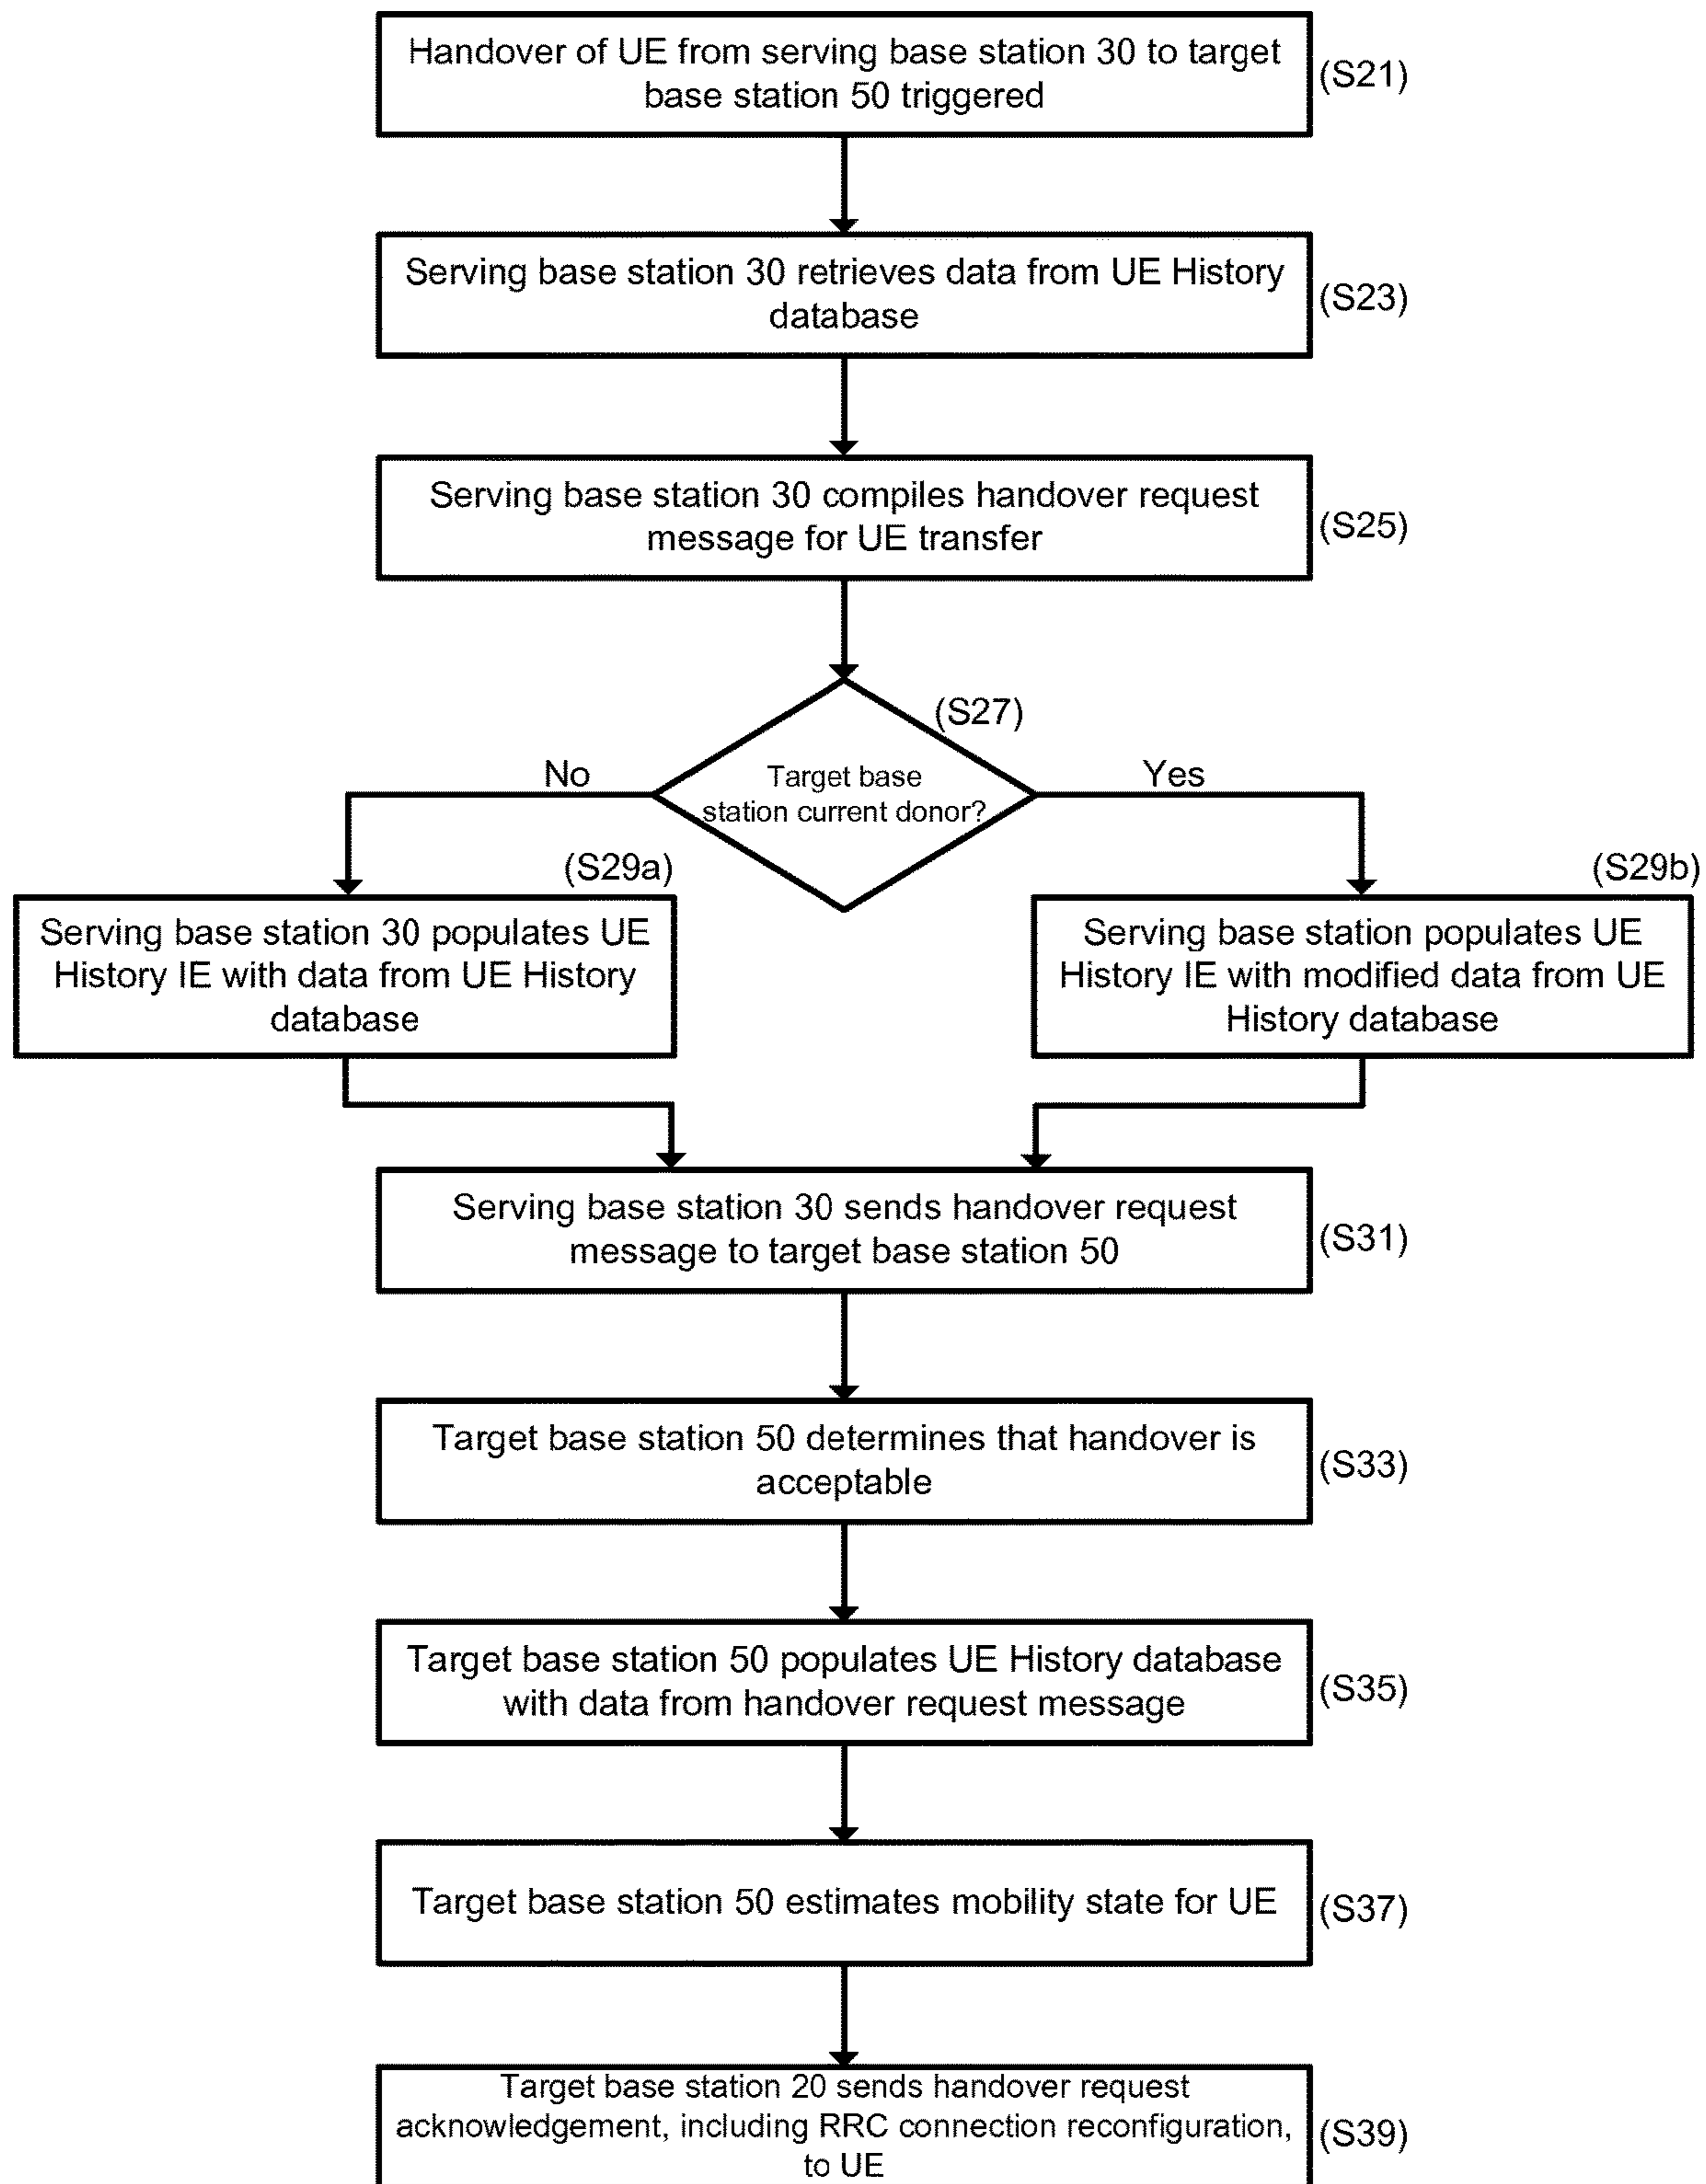 Handover of UE from serving base station 30 to target
base station 50 triggered
(S21)
Serving base station 30 retrieves data from UE History
database
(S23)
Serving base station 30 compiles handover request
message for UE transfer
(S25)
(S27)
No
Target base
station current donor?
Yes
(S29a)
(S29b)
Serving base station 30 populates UE
History IE with data from UE History
database
Serving base station populates UE
History IE with modified data from UE
History database
Serving base station 30 sends handover request
message to target base station 50
(S31)
Target base station 50 determines that handover is
acceptable
(S33)
Target base station 50 populates UE History database
with data from handover request message
(S35)
Target base station 50 estimates mobility state for UE
(S37)
Target base station 20 sends handover request
acknowledgement, including RRC connection reconfiguration,
to UE
(S39)